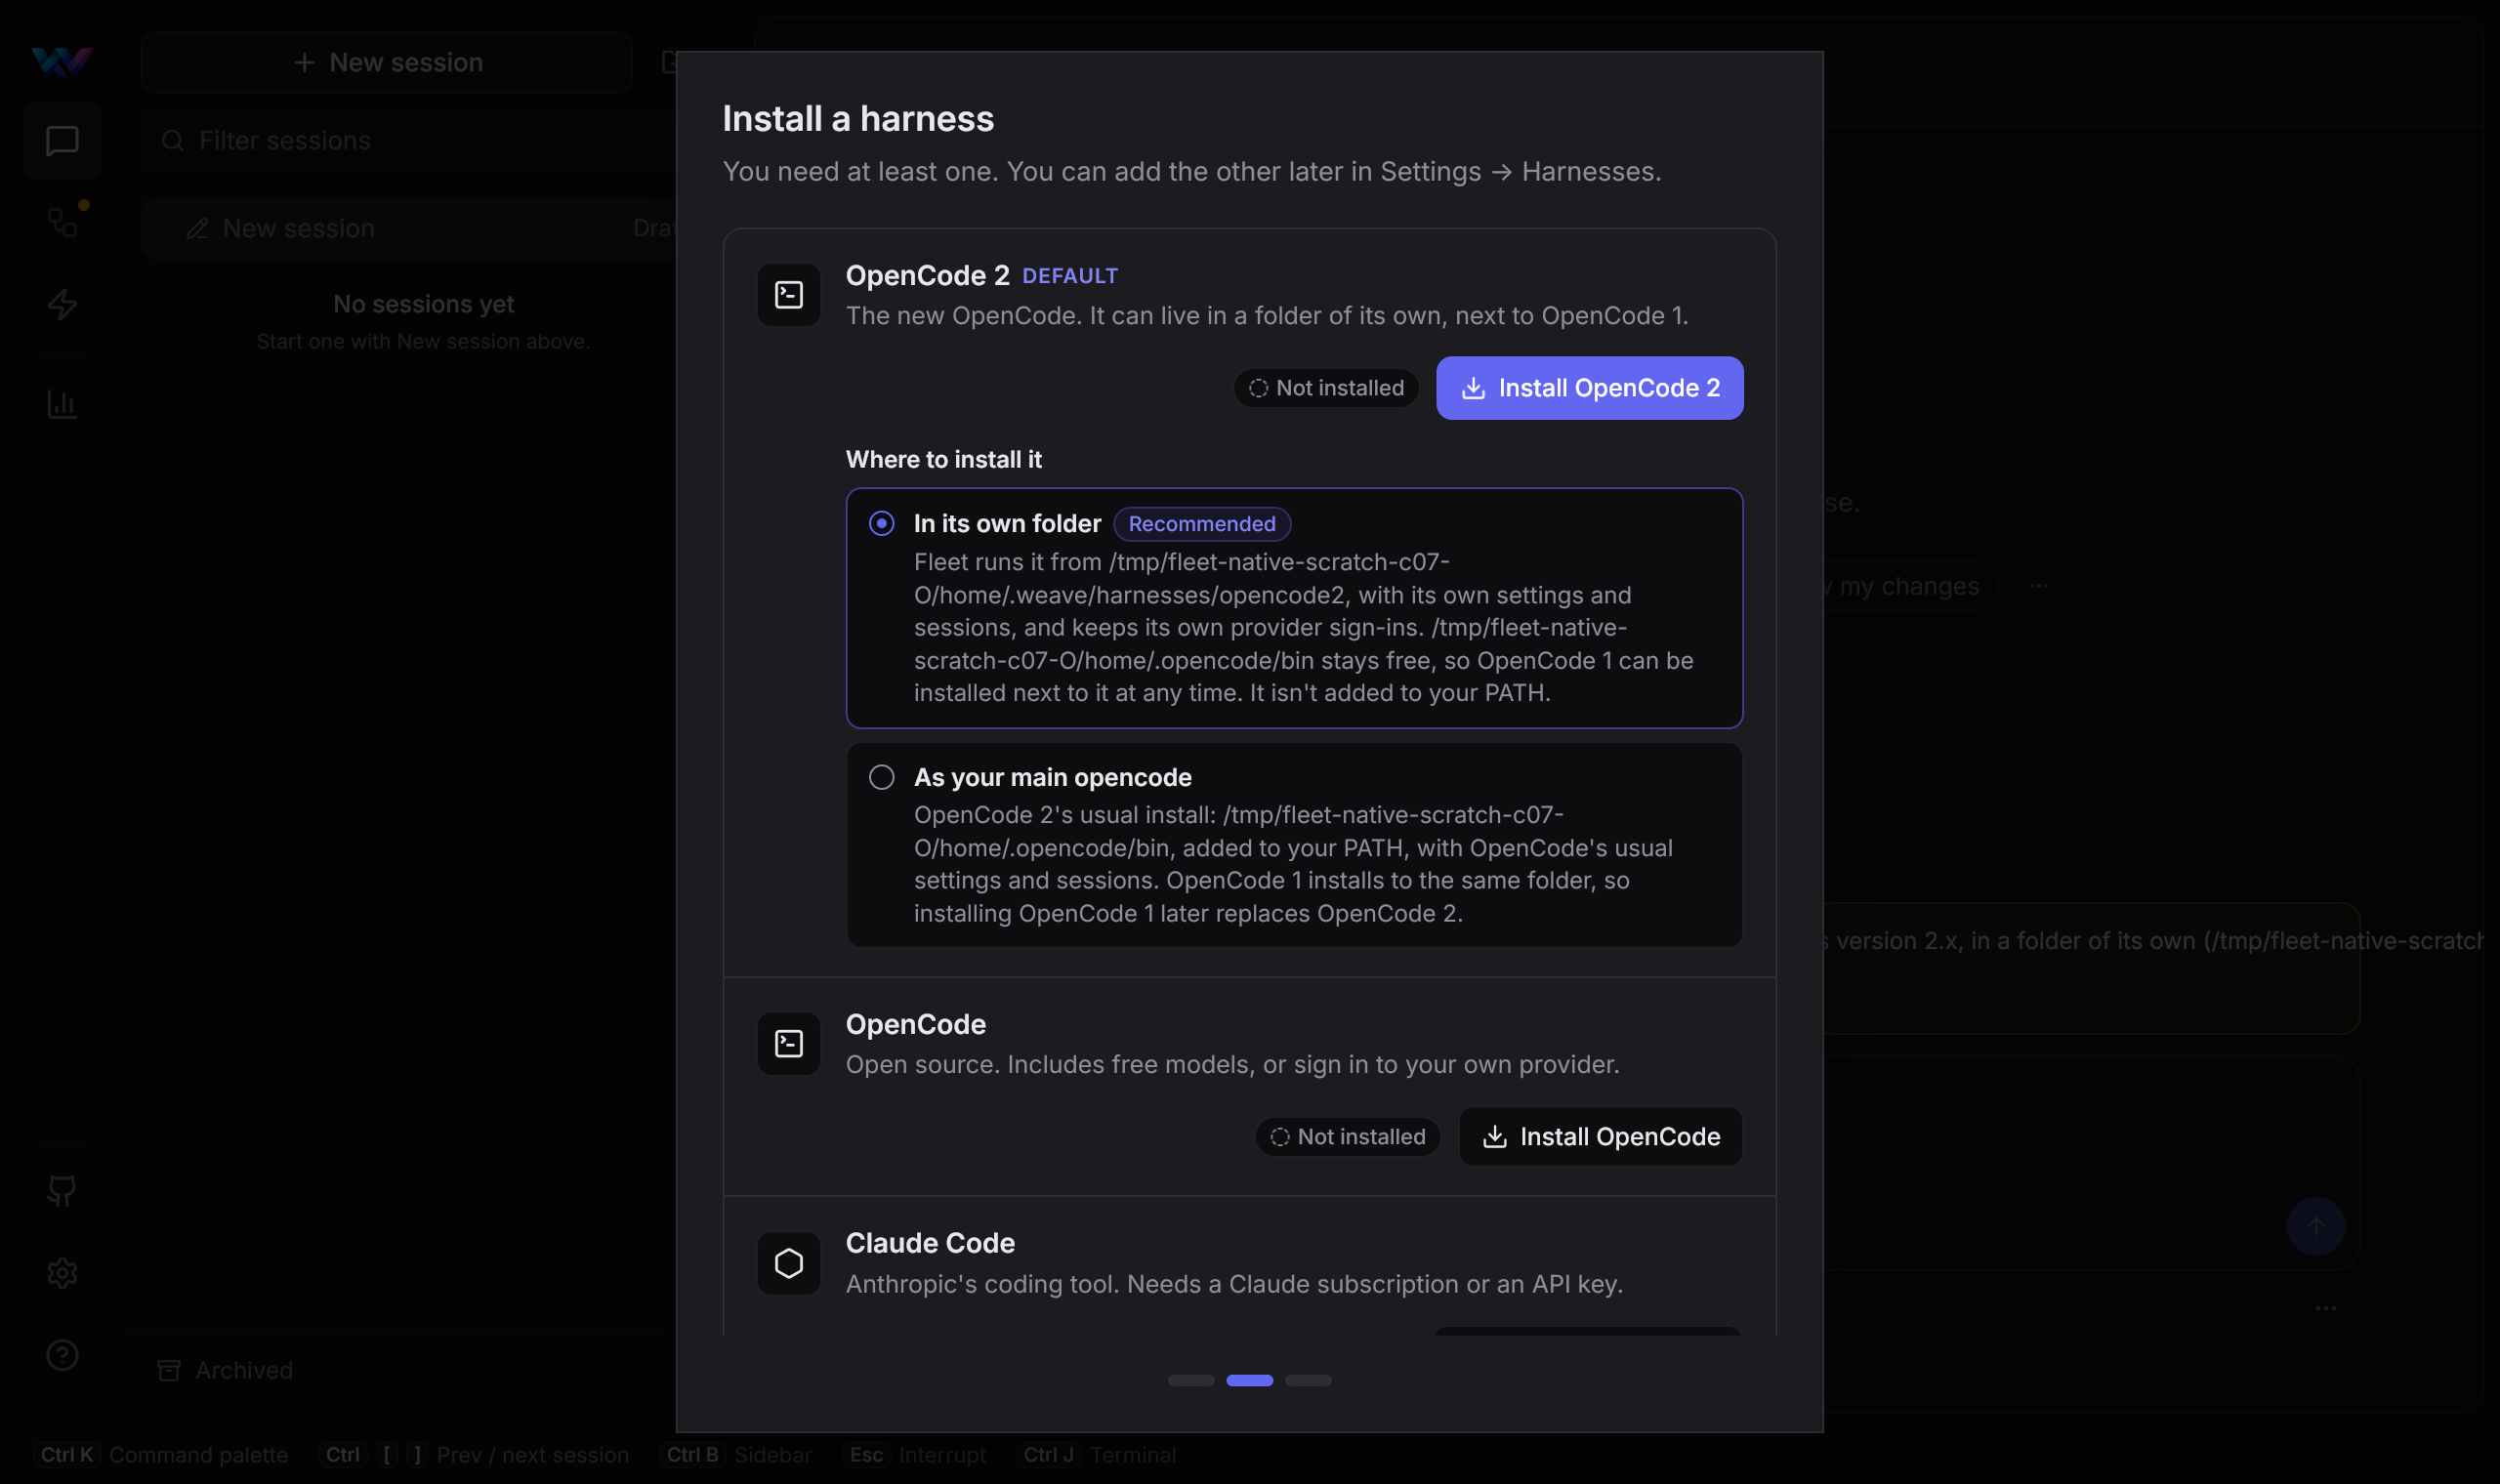 New session
Filter sessions
New session
No sessions yet
Start one with New session above.
Archived
Install a harness
You need at least one. You can add the other later in Settings → Harnesses.
OpenCode 2 DEFAULT
The new OpenCode. It can live in a folder of its own, next to OpenCode 1.
Not installed
Install OpenCode 2
Where to install it
In its own folder Recommended
Fleet runs it from /tmp/fleet-native-scratch-c07-
O/home/.weave/harnesses/opencode2, with its own settings and
sessions, and keeps its own provider sign-ins. /tmp/fleet-native-
scratch-c07-O/home/.opencode/bin stays free, so OpenCode 1 can be
installed next to it at any time. It isn't added to your PATH.
As your main opencode
OpenCode 2's usual install: /tmp/fleet-native-scratch-c07-
O/home/.opencode/bin, added to your PATH, with OpenCode's usual
settings and sessions. OpenCode 1 installs to the same folder, so
installing OpenCode 1 later replaces OpenCode 2.
OpenCode
Open source. Includes free models, or sign in to your own provider.
Not installed
Install OpenCode
Claude Code
Anthropic's coding tool. Needs a Claude subscription or an API key.
my changes
version 2.x, in a folder of its own (/tmp/fleet-native-scratch
Ctrl K Command palette Ctrl [ ] Prev / next session Ctrl B Sidebar Esc Interrupt Ctrl J Terminal